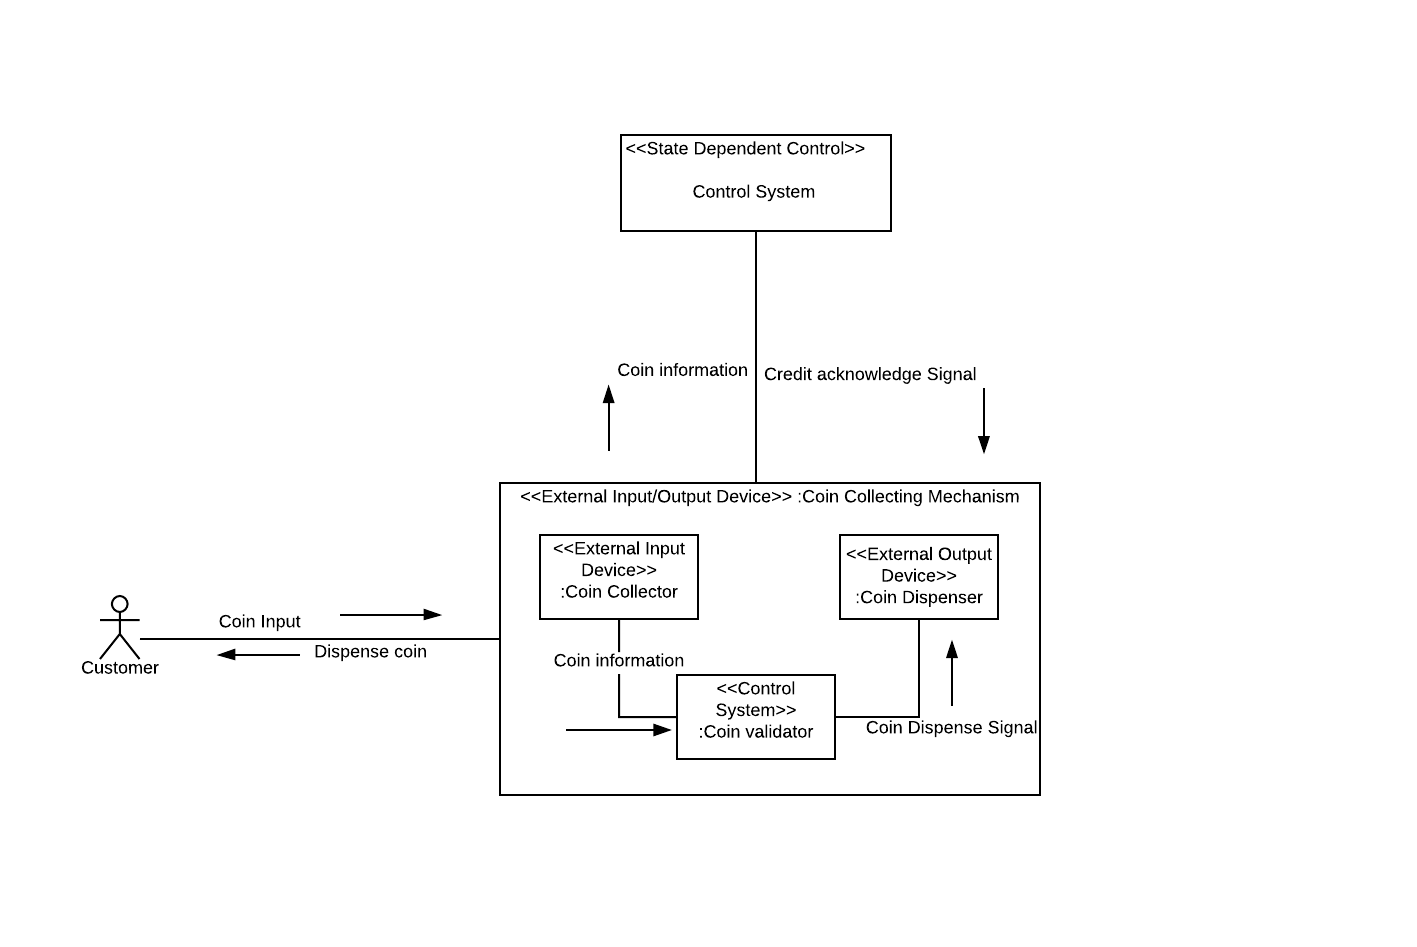 <<State Dependent Control>>
Control System
Coin information
Credit acknowledge Signal
<<External Input/Output Device>> :Coin Collecting Mechanism
<<External Input
Device>>
:Coin Collector
<<External Output
Device>>
:Coin Dispenser
Coin Input
Dispense coin
Customer
Coin information
<<Control
System>>
:Coin validator
Coin Dispense Signal